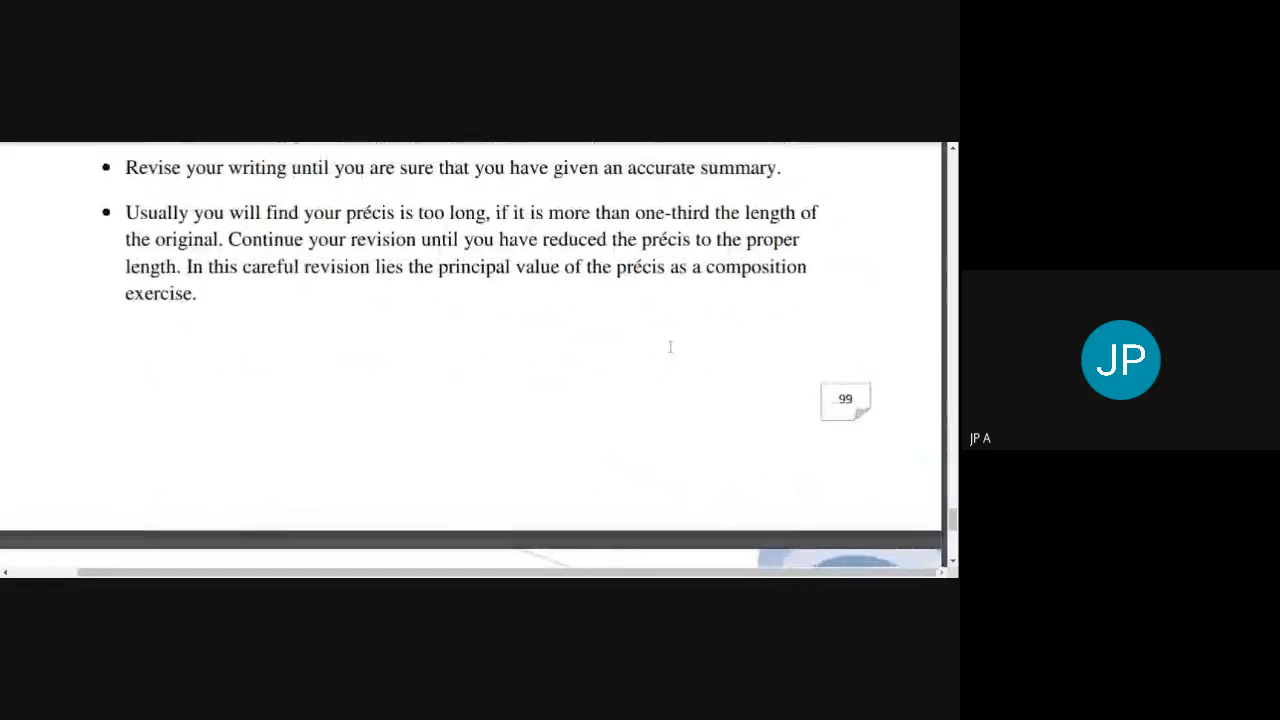 • Revise your writing until you are sure that you have given an accurate summary.
• Usually you will find your précis is too long, if it is more than one-third the length of
the original. Continue your revision until you have reduced the précis to the proper
length. In this careful revision lies the principal value of the précis as a composition
exercise.
99
JP
JP A